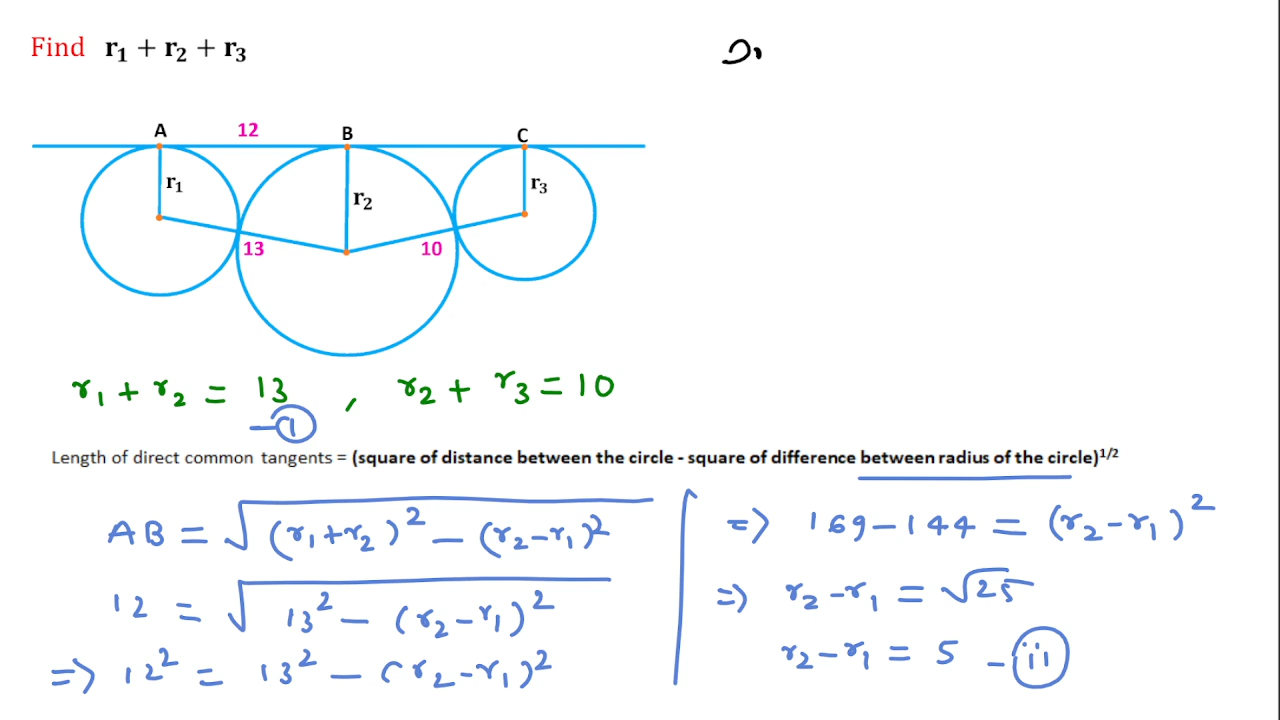 Find r₁ + r₂ + r₃
A 12 B C
r₁ r₂ r₃
13 10
r₁ + r₂ = 13 , r₂ + r₃ = 10
Length of direct common tangents = (square of distance between the circle - square of difference between radius of the circle)¹/²
AB = √(r₁+r₂)² - (r₂-r₁)²
12 = √13² - (r₂-r₁)²
=> 12² = 13² - (r₂-r₁)²
=> 169-144 = (r₂-r₁)²
=> r₂-r₁ = √25
r₂-r₁ = 5 - ii